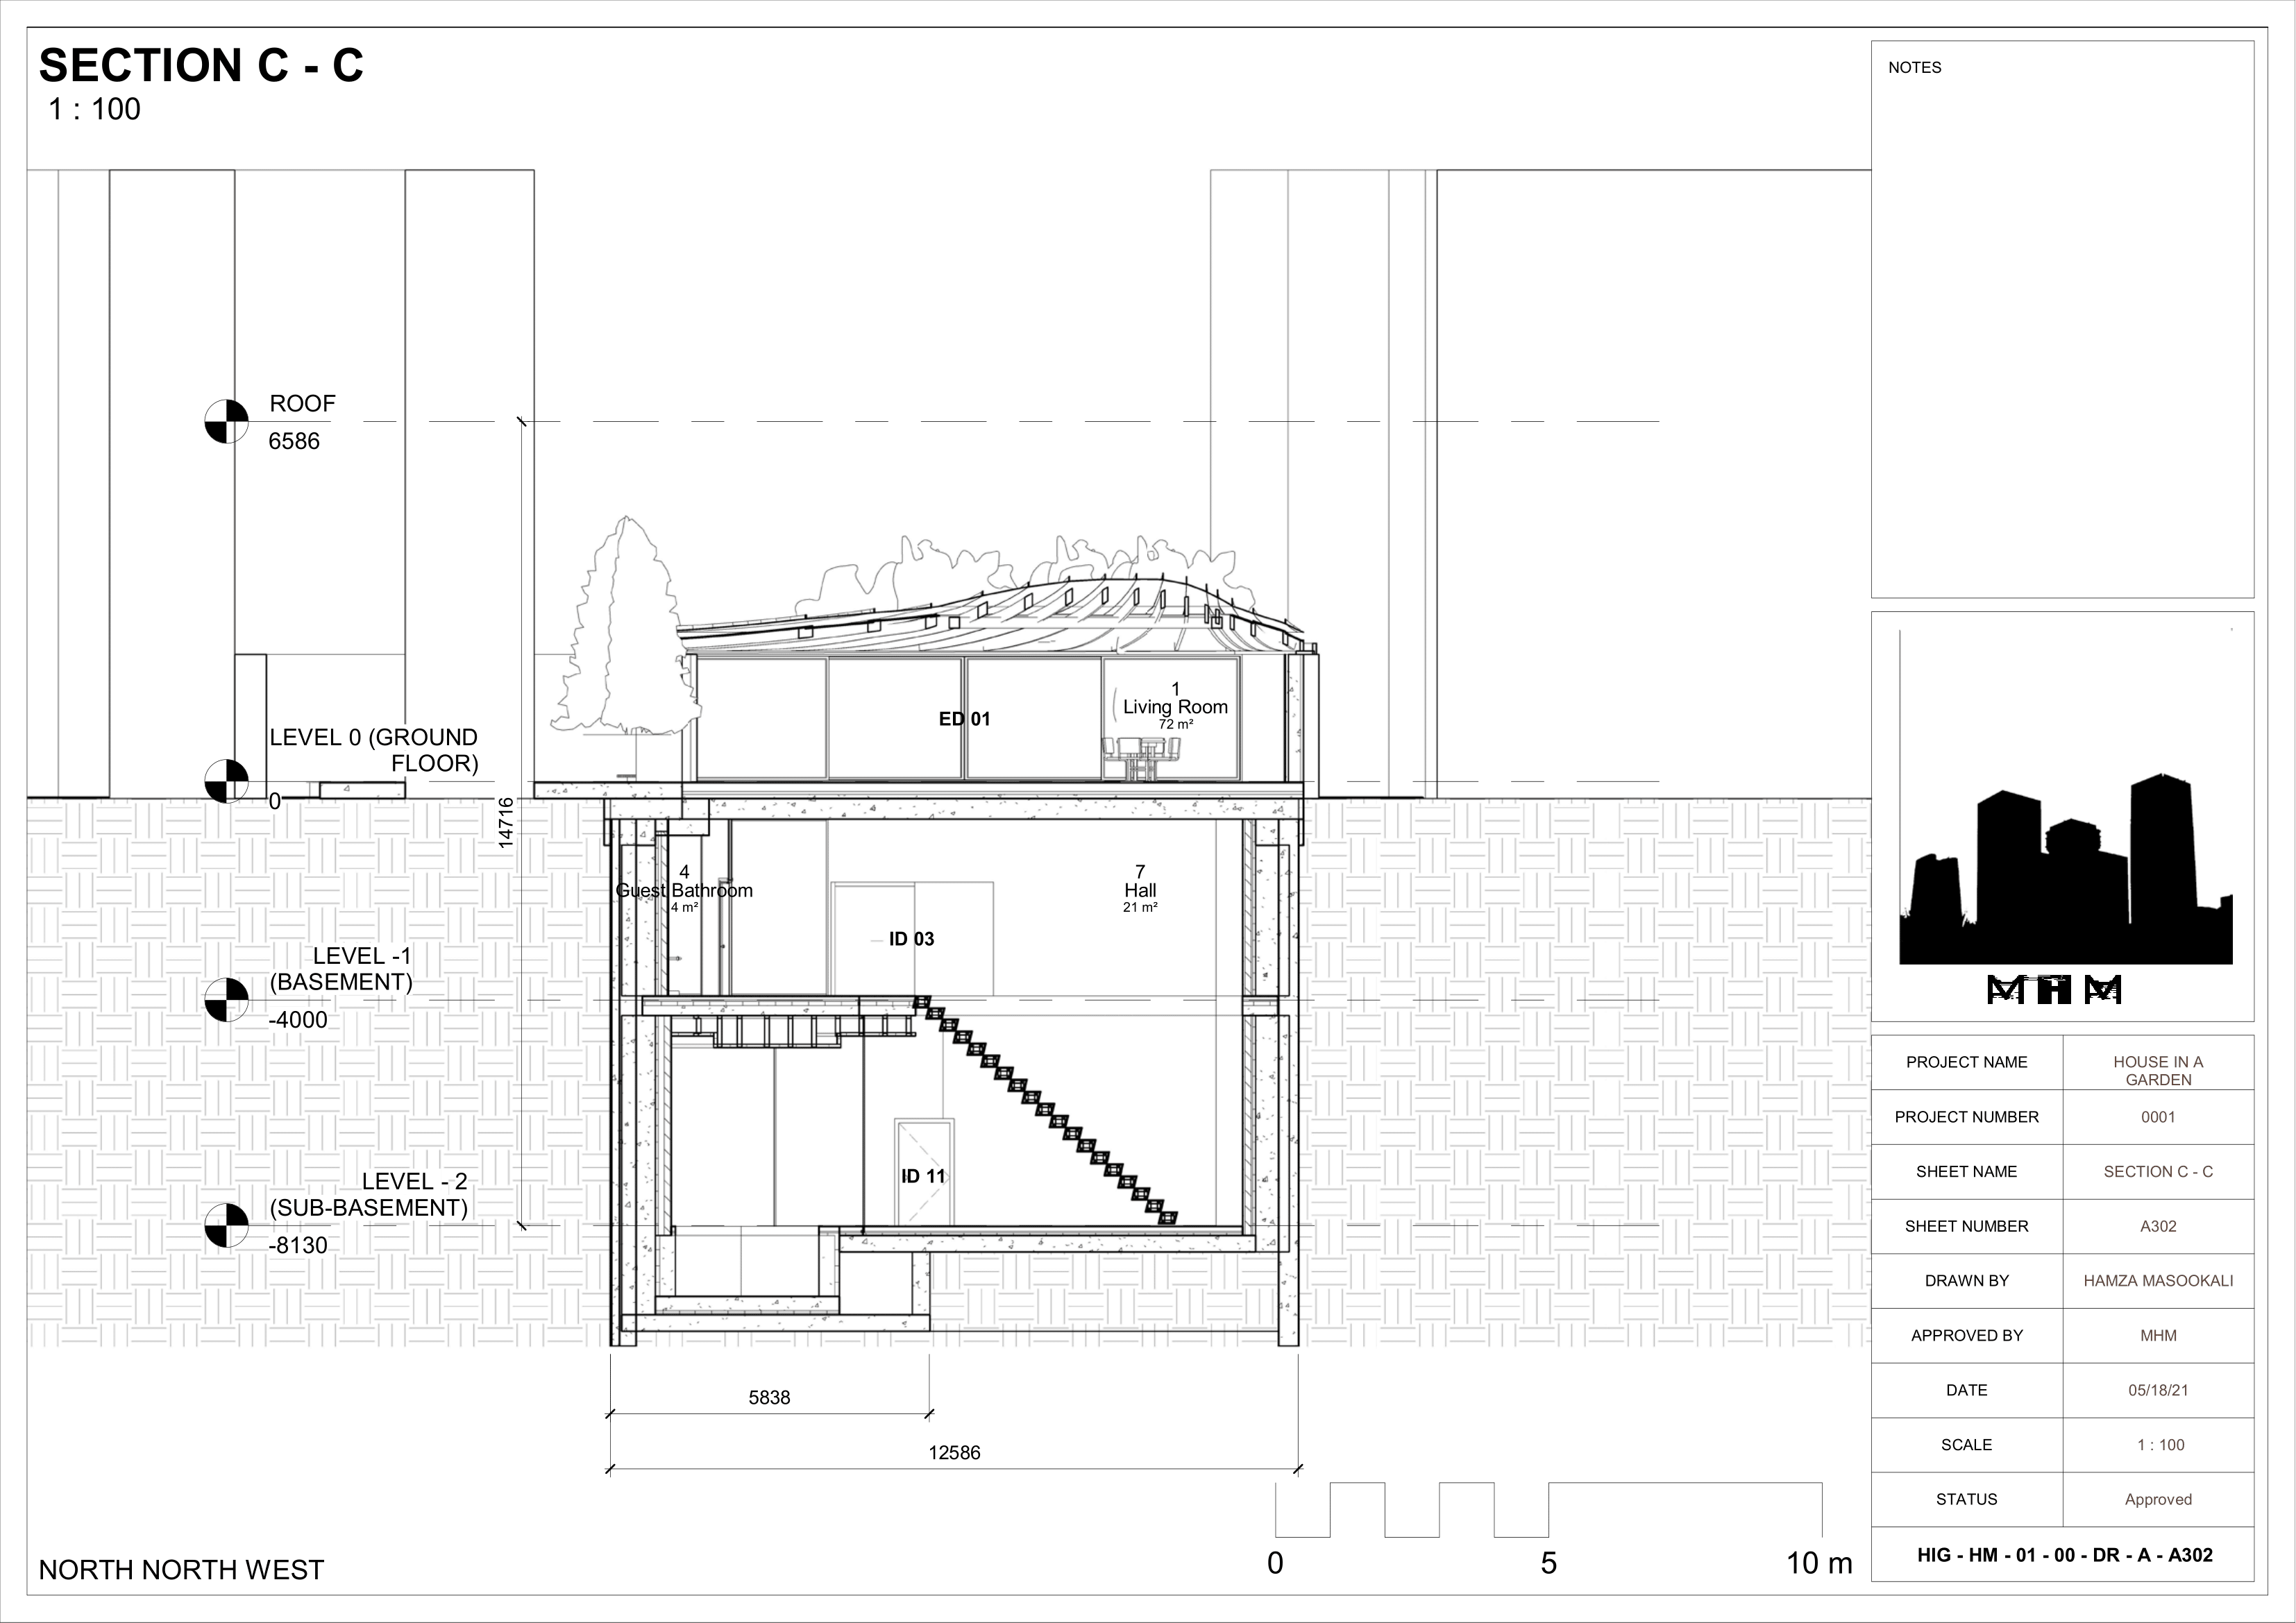 SECTION C - C
1 : 100
NOTES
ROOF
6586
1
Living Room
72 m²
ED 01
LEVEL 0 (GROUND
FLOOR)
0
14716
4
Guest Bathroom
4 m²
7
Hall
21 m²
ID 03
LEVEL -1
(BASEMENT)
-4000
ID 11
LEVEL - 2
(SUB-BASEMENT)
-8130
5838
12586
0 5 10 m
NORTH NORTH WEST
MHM
PROJECT NAME HOUSE IN A
GARDEN
PROJECT NUMBER 0001
SHEET NAME SECTION C - C
SHEET NUMBER A302
DRAWN BY HAMZA MASOOKALI
APPROVED BY MHM
DATE 05/18/21
SCALE 1 : 100
STATUS Approved
HIG - HM - 01 - 00 - DR - A - A302